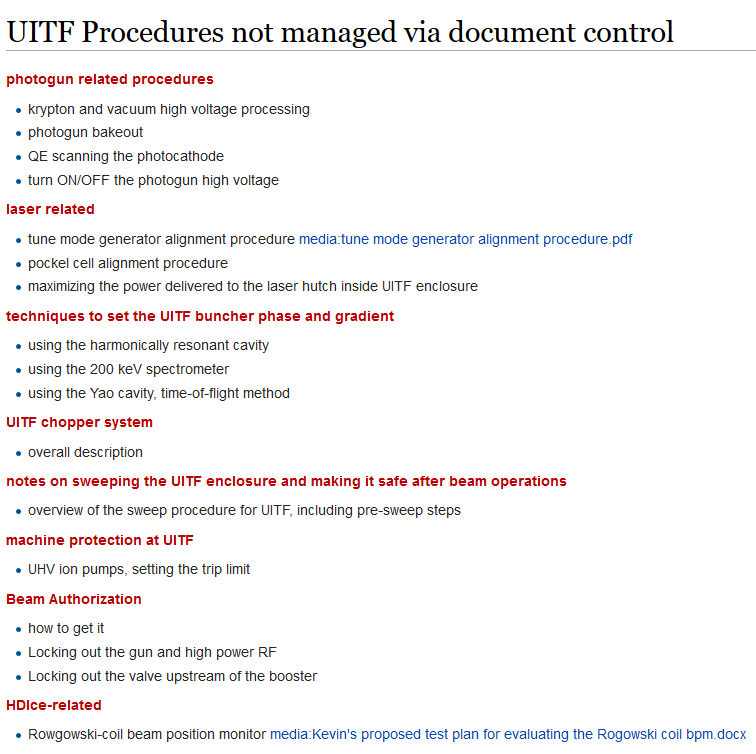 UITF Procedures not managed via document control
photogun related procedures
krypton and vacuum high voltage processing
photogun bakeout
QE scanning the photocathode
turn ON/OFF the photogun high voltage
laser related
tune mode generator alignment procedure media:tune mode generator alignment procedure.pdf
pockel cell alignment procedure
maximizing the power delivered to the laser hutch inside UITF enclosure
techniques to set the UITF buncher phase and gradient
using the harmonically resonant cavity
using the 200 keV spectrometer
using the Yao cavity, time-of-flight method
UITF chopper system
overall description
notes on sweeping the UITF enclosure and making it safe after beam operations
overview of the sweep procedure for UITF, including pre-sweep steps
machine protection at UITF
UHV ion pumps, setting the trip limit
Beam Authorization
how to get it
Locking out the gun and high power RF
Locking out the valve upstream of the booster
HDIce-related
Rowgowski-coil beam position monitor media:Kevin's proposed test plan for evaluating the Rogowski coil bpm.docx